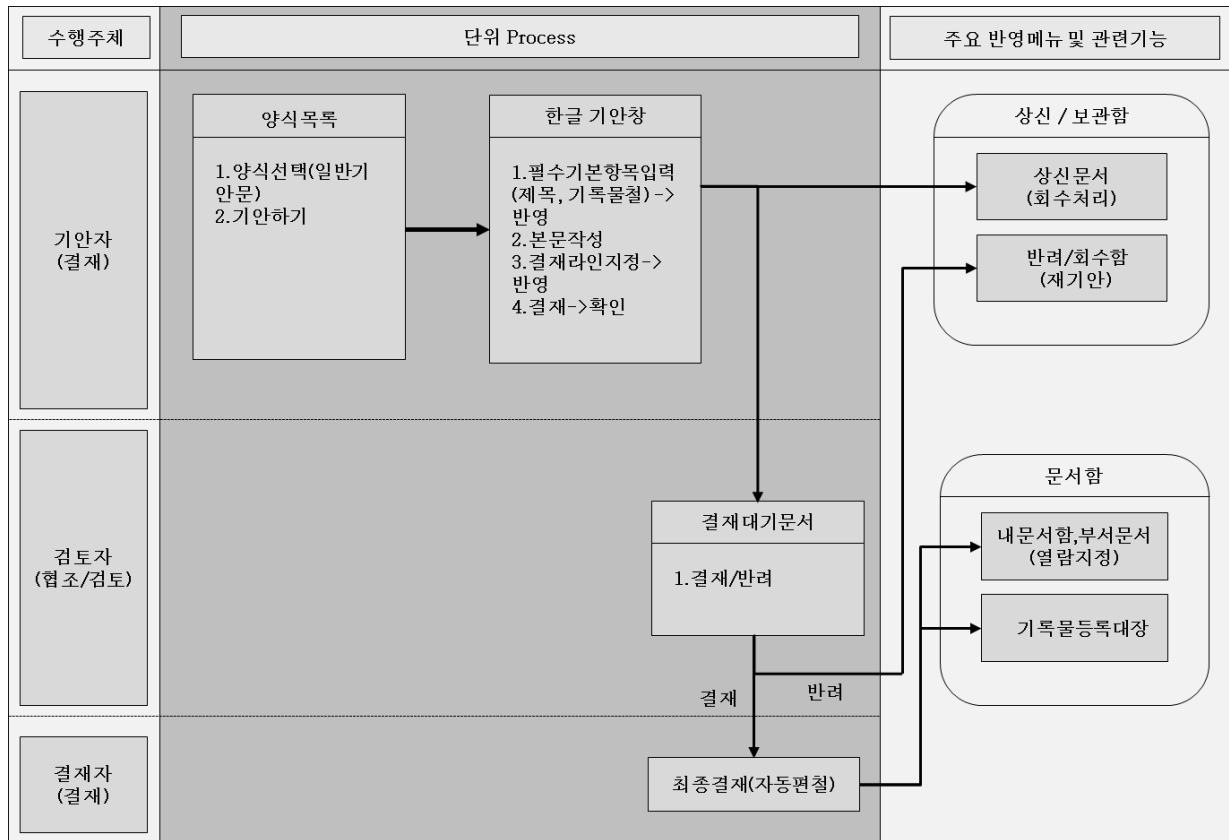 수행주체
단위 Process
주요 반영메뉴 및 관련기능
기안자
(결재)
양식목록
1.양식선택(일반기
안문)
2.기안하기
한글 기안창
1.필수기본항목입력
(제목, 기록물철) ->
반영
2.본문작성
3.결재라인지정->
반영
4.결재->확인
상신 / 보관함
상신문서
(회수처리)
반려/회수함
(재기안)
검토자
(협조/검토)
결재대기문서
1.결재/반려
결재
반려
문서함
내문서함,부서문서
(열람지정)
기록물등록대장
결재자
(결재)
최종결재(자동편철)